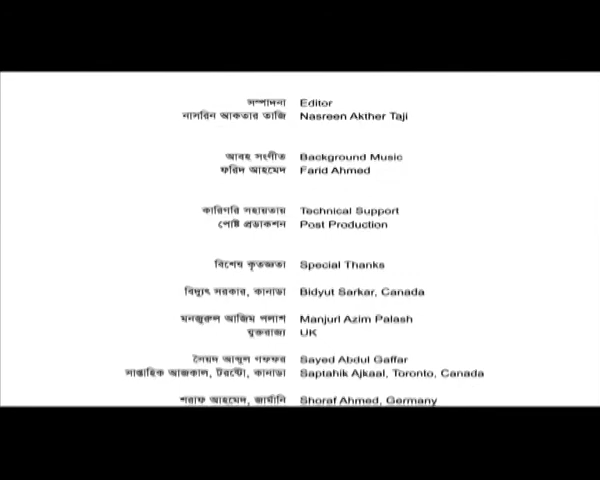 সম্পাদনা Editor
নাসরিন আকতার তাজি Nasreen Akther Taji
আবহ সংগীত Background Music
ফরিদ আহমেদ Farid Ahmed
কারিগরি সহায়তায় Technical Support
পোষ্ট প্রডাকশন Post Production
বিশেষ কৃতজ্ঞতা Special Thanks
বিদ্যুৎ সরকার, কানাডা Bidyut Sarkar, Canada
মনজুরুল আজিম পলাশ Manjurl Azim Palash
যুক্তরাজ্য UK
সৈয়দ আব্দুল গফফর Sayed Abdul Gaffar
সাপ্তাহিক আজকাল, টরন্টো, কানাডা Saptahik Ajkaal, Toronto, Canada
শরাফ আহমেদ, জার্মানি Shoraf Ahmed, Germany